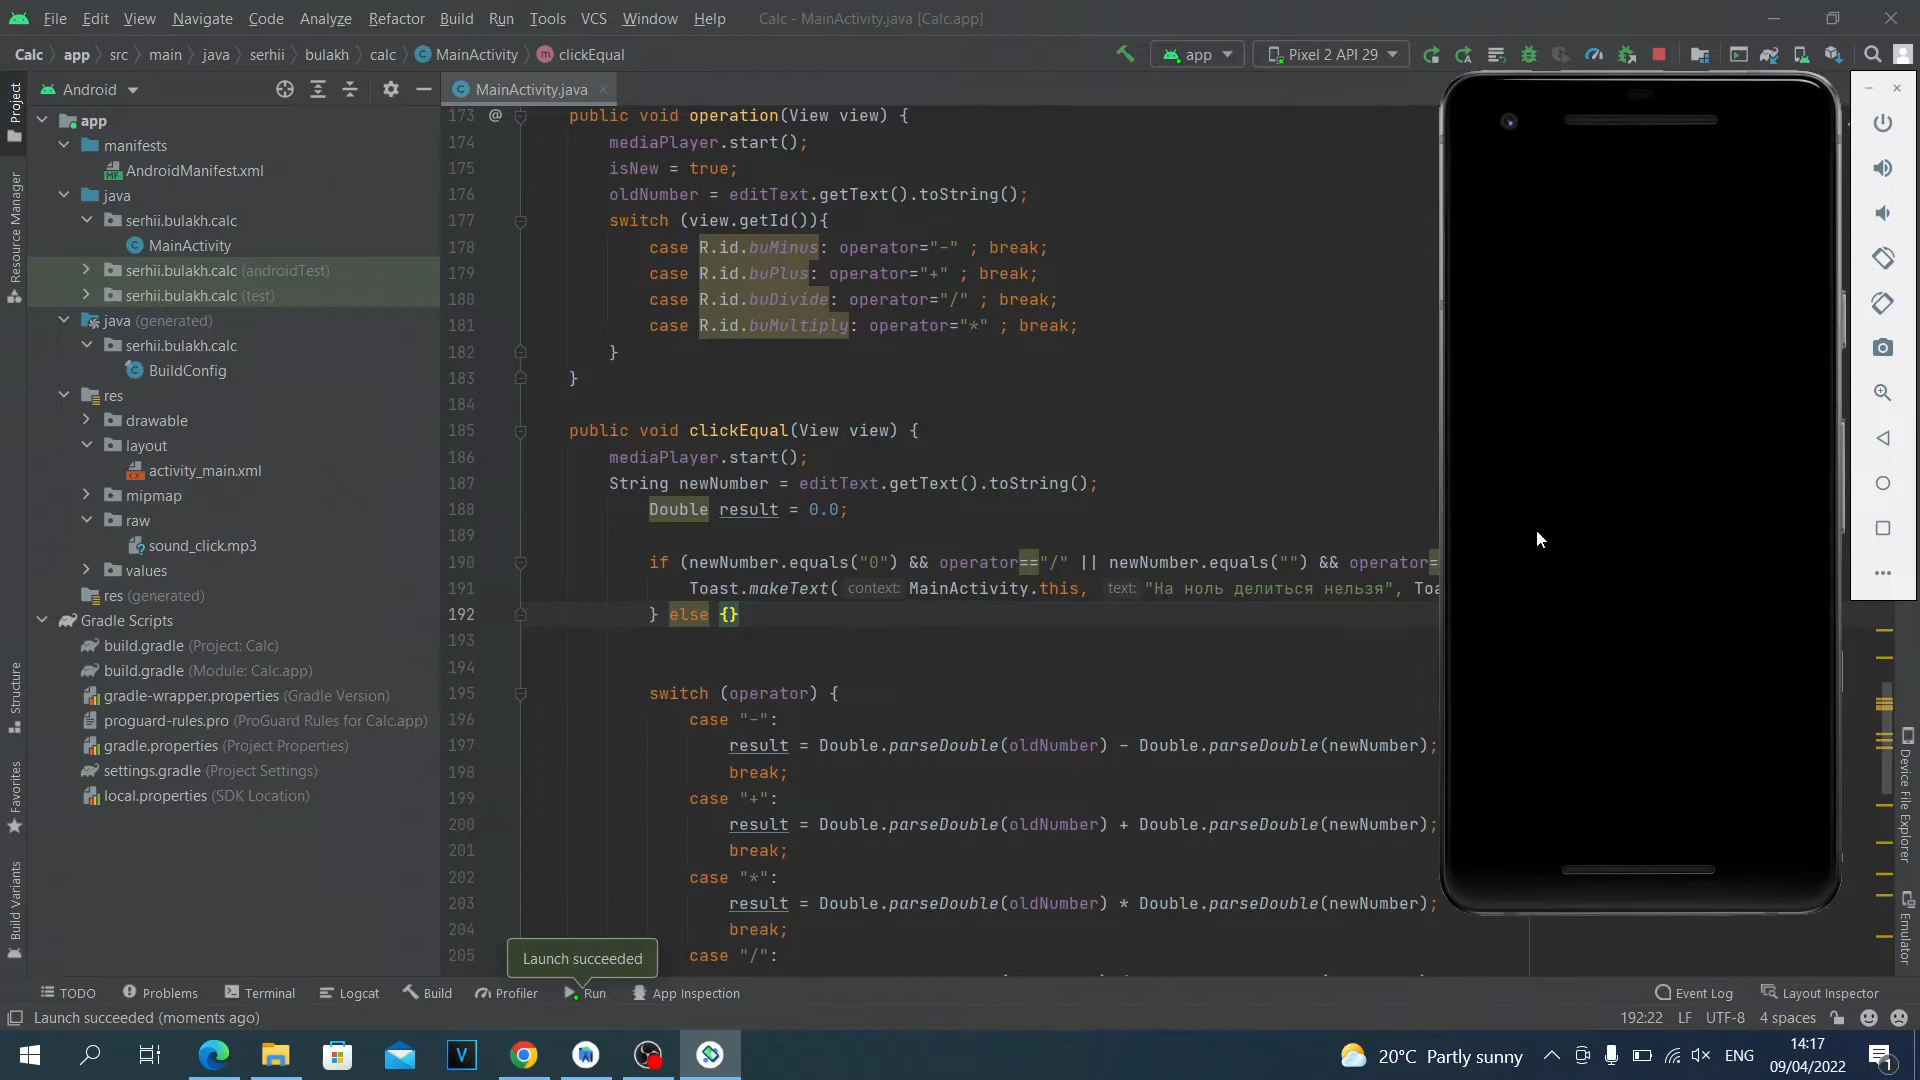 File Edit View Navigate Code Analyze Refactor Build Run Tools VCS Window Help Calc - MainActivity.java [Calc.app]
Calc app src main java serhii bulakh calc MainActivity clickEqual app Pixel 2 API 29
Android
MainActivity.java
Project
Resource Manager
Structure
Favorites
Build Variants
app
manifests
AndroidManifest.xml
java
serhii.bulakh.calc
MainActivity
serhii.bulakh.calc (androidTest)
serhii.bulakh.calc (test)
java (generated)
serhii.bulakh.calc
BuildConfig
res
drawable
layout
activity_main.xml
mipmap
raw
sound_click.mp3
values
res (generated)
Gradle Scripts
build.gradle (Project: Calc)
build.gradle (Module: Calc.app)
gradle-wrapper.properties (Gradle Version)
proguard-rules.pro (ProGuard Rules for Calc.app)
gradle.properties (Project Properties)
settings.gradle (Project Settings)
local.properties (SDK Location)
173 @ public void operation(View view) {
174 mediaPlayer.start();
175 isNew = true;
176 oldNumber = editText.getText().toString();
177 switch (view.getId()){
178 case R.id.buMinus: operator="-" ; break;
179 case R.id.buPlus: operator="+" ; break;
180 case R.id.buDivide: operator="/" ; break;
181 case R.id.buMultiply: operator="*" ; break;
182 }
183 }
184
185 public void clickEqual(View view) {
186 mediaPlayer.start();
187 String newNumber = editText.getText().toString();
188 Double result = 0.0;
189
190 if (newNumber.equals("0") && operator=="/" || newNumber.equals("") && operator=
191 Toast.makeText( context: MainActivity.this, text: "На ноль делиться нельзя", Toa
192 } else {}
193
194
195 switch (operator) {
196 case "-":
197 result = Double.parseDouble(oldNumber) - Double.parseDouble(newNumber);
198 break;
199 case "+":
200 result = Double.parseDouble(oldNumber) + Double.parseDouble(newNumber);
201 break;
202 case "*":
203 result = Double.parseDouble(oldNumber) * Double.parseDouble(newNumber);
204 break;
205 case "/":
Device File Explorer
Emulator
Launch succeeded
TODO Problems Terminal Logcat Build Profiler Run App Inspection Event Log Layout Inspector
Launch succeeded (moments ago) 192:22 LF UTF-8 4 spaces
20°C Partly sunny ENG 14:17
09/04/2022
1